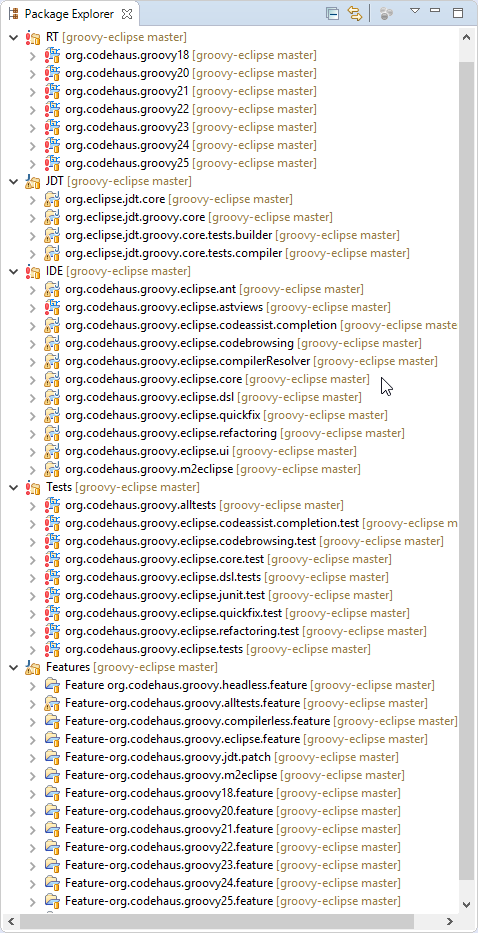 Package Explorer
RT [groovy-eclipse master]
org.codehaus.groovy18 [groovy-eclipse master]
org.codehaus.groovy20 [groovy-eclipse master]
org.codehaus.groovy21 [groovy-eclipse master]
org.codehaus.groovy22 [groovy-eclipse master]
org.codehaus.groovy23 [groovy-eclipse master]
org.codehaus.groovy24 [groovy-eclipse master]
org.codehaus.groovy25 [groovy-eclipse master]
JDT [groovy-eclipse master]
org.eclipse.jdt.core [groovy-eclipse master]
org.eclipse.jdt.groovy.core [groovy-eclipse master]
org.eclipse.jdt.groovy.core.tests.builder [groovy-eclipse master]
org.eclipse.jdt.groovy.core.tests.compiler [groovy-eclipse master]
IDE [groovy-eclipse master]
org.codehaus.groovy.eclipse.ant [groovy-eclipse master]
org.codehaus.groovy.eclipse.astviews [groovy-eclipse master]
org.codehaus.groovy.eclipse.codeassist.completion [groovy-eclipse maste
org.codehaus.groovy.eclipse.codebrowsing [groovy-eclipse master]
org.codehaus.groovy.eclipse.compilerResolver [groovy-eclipse master]
org.codehaus.groovy.eclipse.core [groovy-eclipse master]
org.codehaus.groovy.eclipse.dsl [groovy-eclipse master]
org.codehaus.groovy.eclipse.quickfix [groovy-eclipse master]
org.codehaus.groovy.eclipse.refactoring [groovy-eclipse master]
org.codehaus.groovy.eclipse.ui [groovy-eclipse master]
org.codehaus.groovy.m2eclipse [groovy-eclipse master]
Tests [groovy-eclipse master]
org.codehaus.groovy.alltests [groovy-eclipse master]
org.codehaus.groovy.eclipse.codeassist.completion.test [groovy-eclipse m
org.codehaus.groovy.eclipse.codebrowsing.test [groovy-eclipse master]
org.codehaus.groovy.eclipse.core.test [groovy-eclipse master]
org.codehaus.groovy.eclipse.dsl.tests [groovy-eclipse master]
org.codehaus.groovy.eclipse.junit.test [groovy-eclipse master]
org.codehaus.groovy.eclipse.quickfix.test [groovy-eclipse master]
org.codehaus.groovy.eclipse.refactoring.test [groovy-eclipse master]
org.codehaus.groovy.eclipse.tests [groovy-eclipse master]
Features [groovy-eclipse master]
Feature org.codehaus.groovy.headless.feature [groovy-eclipse master]
Feature-org.codehaus.groovy.alltests.feature [groovy-eclipse master]
Feature-org.codehaus.groovy.compilerless.feature [groovy-eclipse master]
Feature-org.codehaus.groovy.eclipse.feature [groovy-eclipse master]
Feature-org.codehaus.groovy.jdt.patch [groovy-eclipse master]
Feature-org.codehaus.groovy.m2eclipse [groovy-eclipse master]
Feature-org.codehaus.groovy18.feature [groovy-eclipse master]
Feature-org.codehaus.groovy20.feature [groovy-eclipse master]
Feature-org.codehaus.groovy21.feature [groovy-eclipse master]
Feature-org.codehaus.groovy22.feature [groovy-eclipse master]
Feature-org.codehaus.groovy23.feature [groovy-eclipse master]
Feature-org.codehaus.groovy24.feature [groovy-eclipse master]
Feature-org.codehaus.groovy25.feature [groovy-eclipse master]